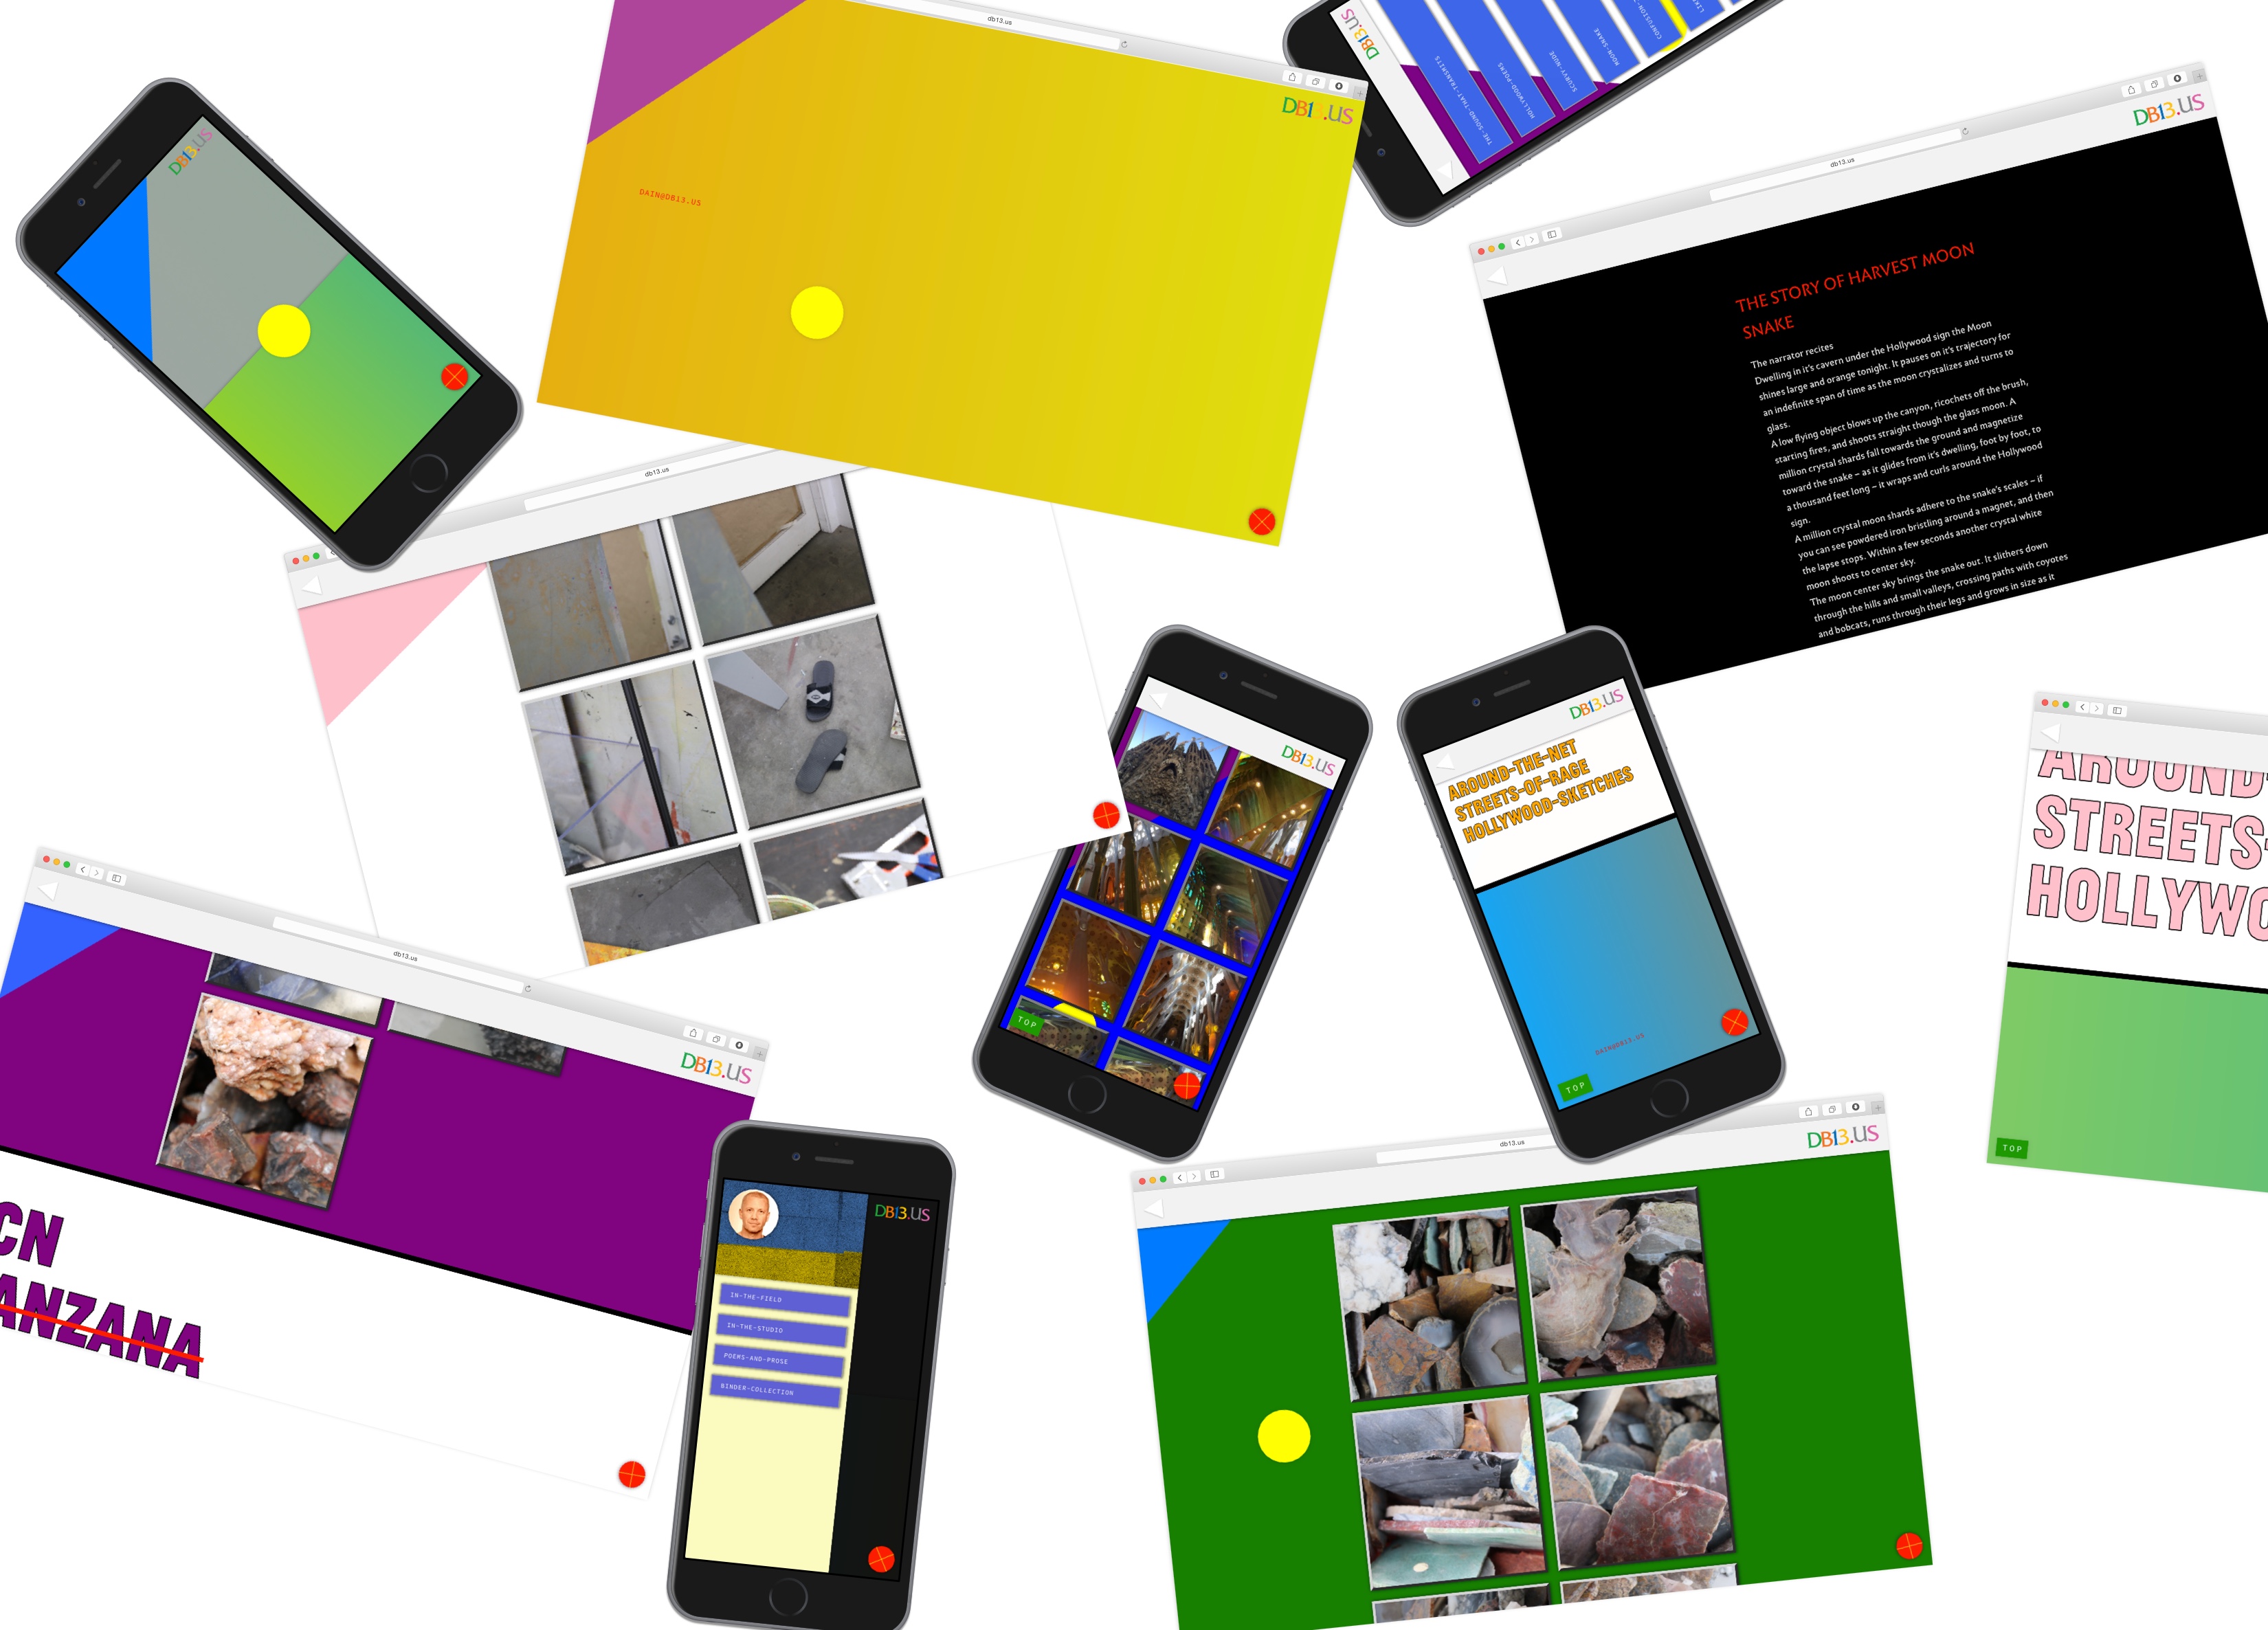 db13.us
DB13.US
DAIN@DB13.US
DB13.US
DB13.US
THE-SOUND-THAT-TRANSMITS
HOLLYWOOD-POEMS
SCURVY-NUDE
MOON-SNAKE
db13.us
DB13.US
THE STORY OF HARVEST MOON
SNAKE
The narrator recites
Dwelling in it's cavern under the Hollywood sign the Moon
shines large and orange tonight. It pauses on it's trajectory for
an indefinite span of time as the moon crystalizes and turns to
glass.
A low flying object blows up the canyon, ricochets off the brush,
starting fires, and shoots straight though the glass moon. A
million crystal shards fall towards the ground and magnetize
toward the snake – as it glides from it's dwelling, foot by foot, to
a thousand feet long – it wraps and curls around the Hollywood
sign.
A million crystal moon shards adhere to the snake's scales – if
you can see powdered iron bristling around a magnet, and then
the lapse stops. Within a few seconds another crystal white
moon shoots to center sky.
The moon center sky brings the snake out. It slithers down
through the hills and small valleys, crossing paths with coyotes
and bobcats, runs through their legs and grows in size as it
db13.us
DB13.US
TOP
DB13.US
AROUND-THE-NET
STREETS-OF-RAGE
HOLLYWOOD-SKETCHES
DAIN@DB13.US
TOP
AROUND-
STREETS-
HOLLYWO
TOP
db13.us
DB13.US
CN
ANZANA
DB13.US
IN-THE-FIELD
IN-THE-STUDIO
POEMS-AND-PROSE
BINDER-COLLECTION
db13.us
DB13.US